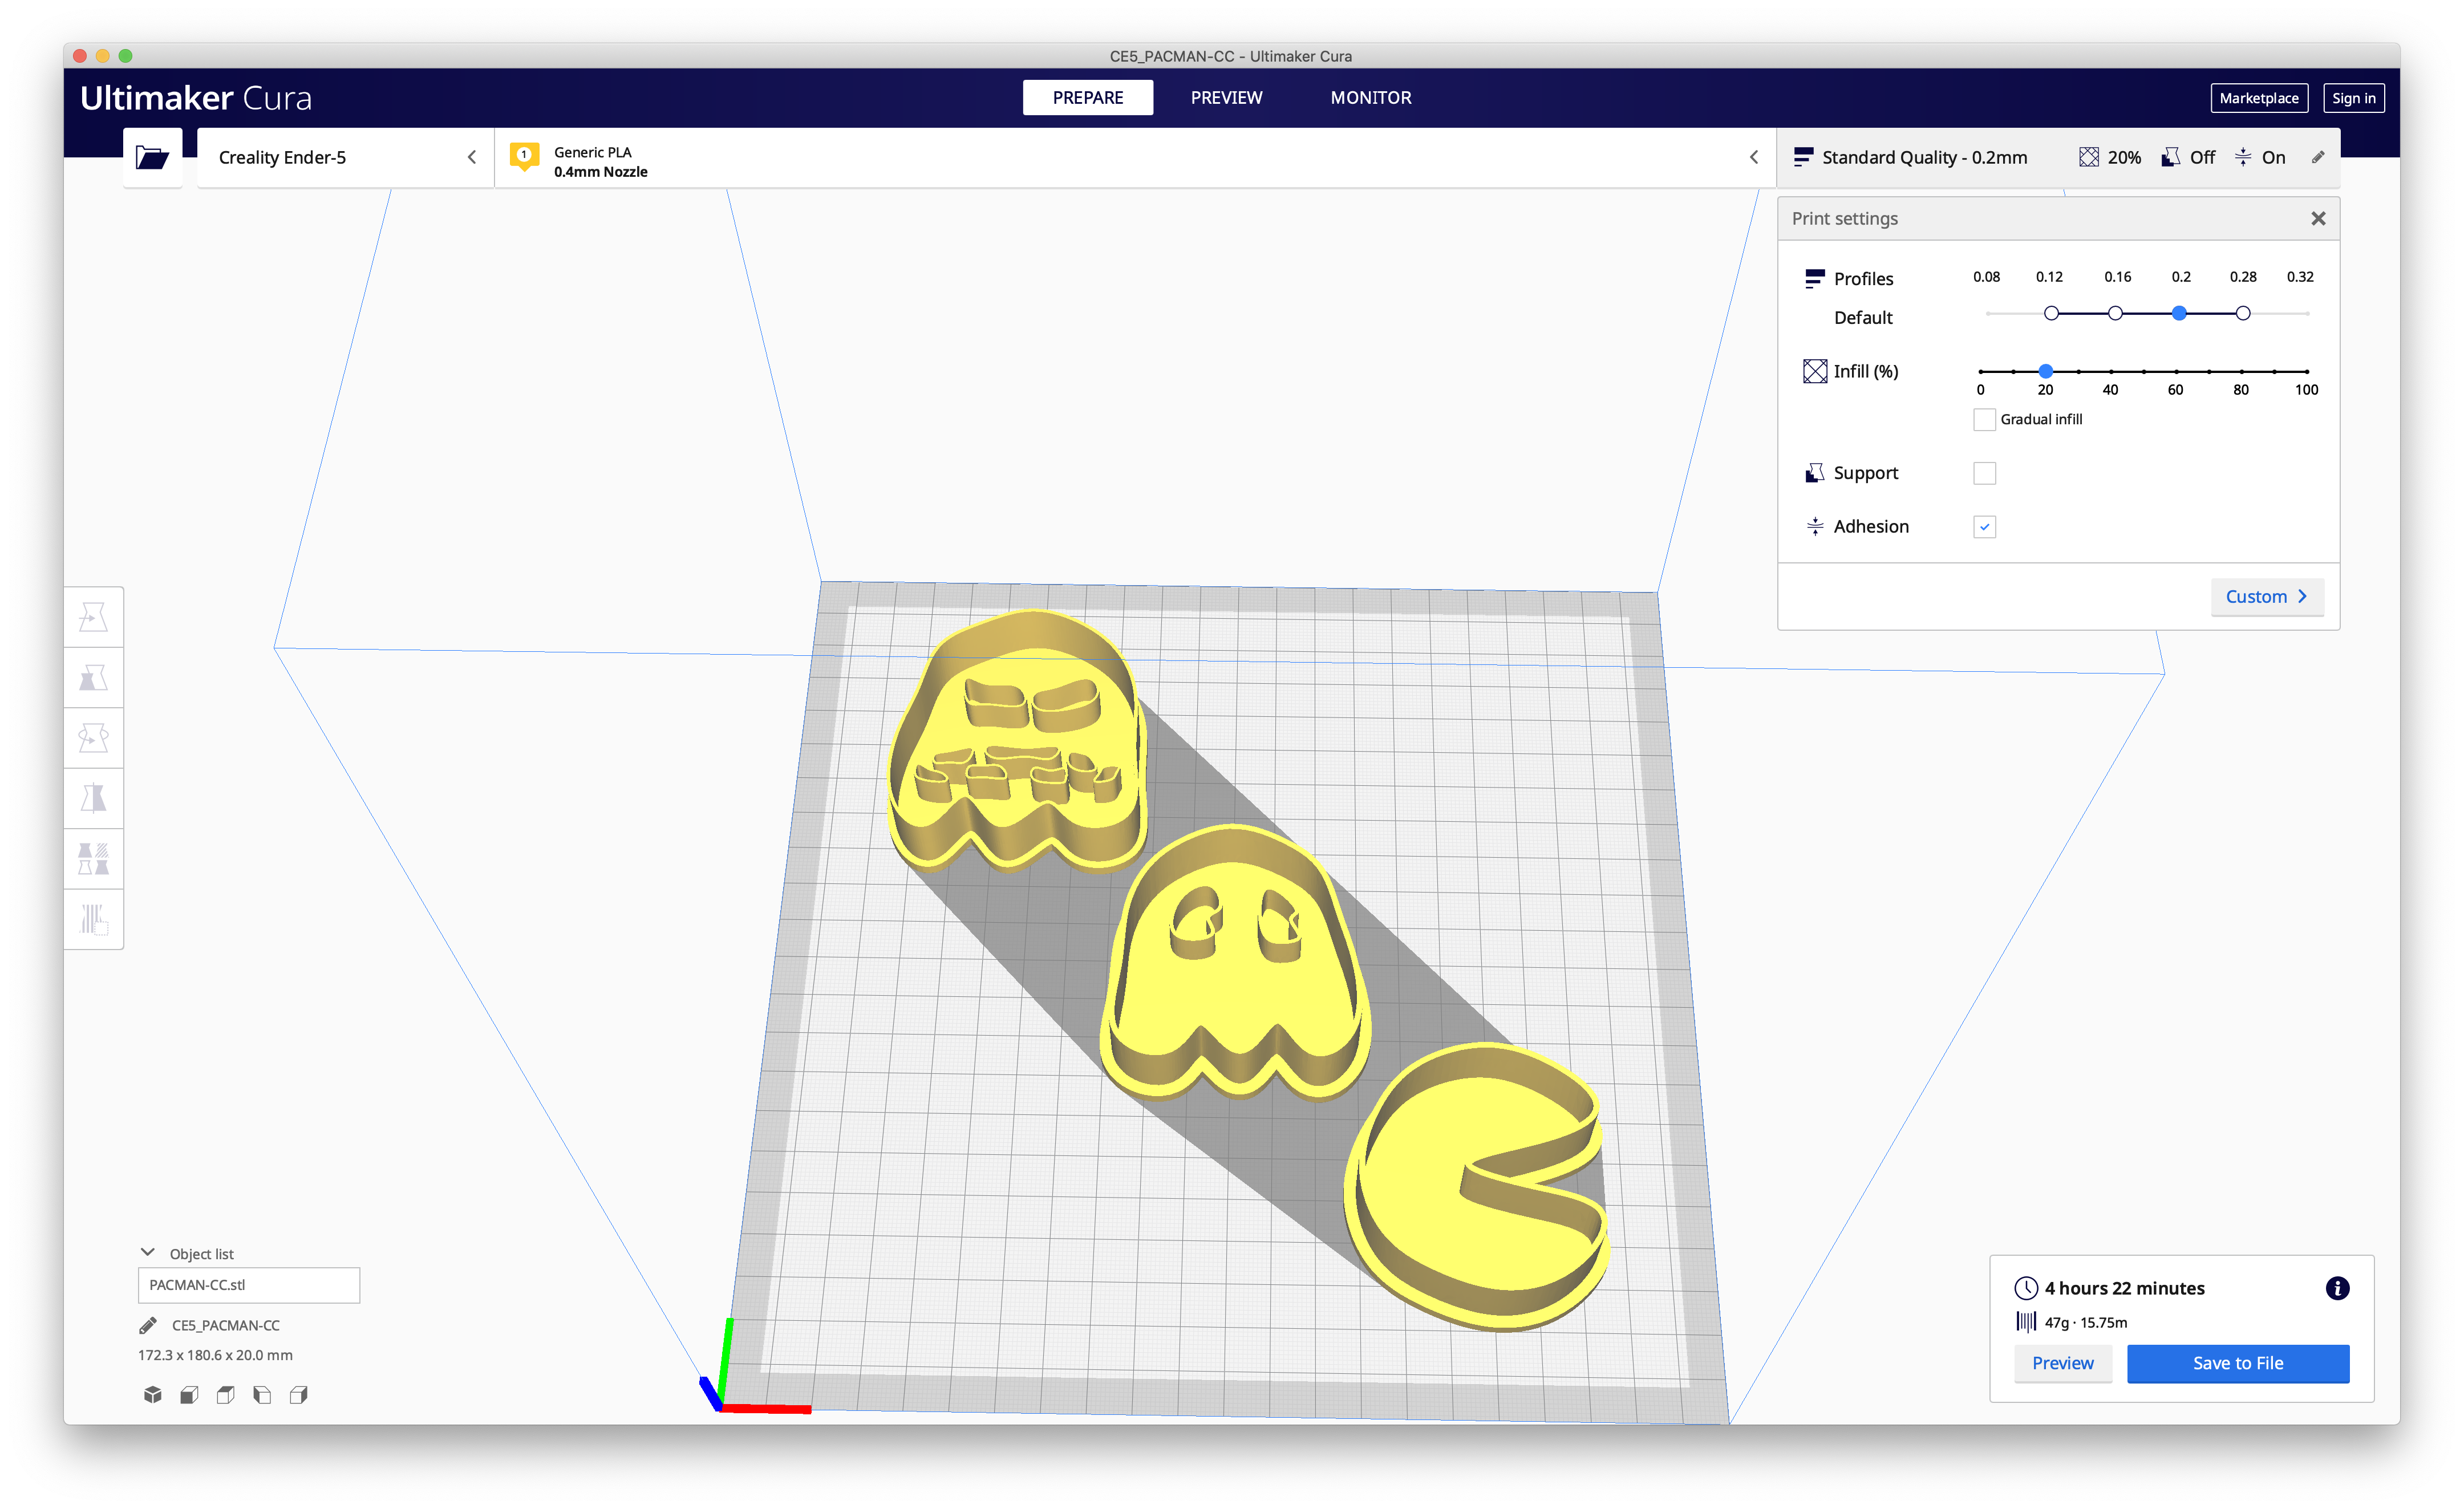 CE5_PACMAN-CC - Ultimaker Cura
Ultimaker Cura
PREPARE
PREVIEW
MONITOR
Marketplace
Sign in
Creality Ender-5
1
Generic PLA
0.4mm Nozzle
Standard Quality - 0.2mm
20%
Off
On
Print settings
Profiles
0.08 0.12 0.16 0.2 0.28 0.32
Default
Infill (%)
0 20 40 60 80 100
Gradual infill
Support
Adhesion
Custom
Object list
PACMAN-CC.stl
CE5_PACMAN-CC
172.3 x 180.6 x 20.0 mm
4 hours 22 minutes
47g · 15.75m
Preview
Save to File